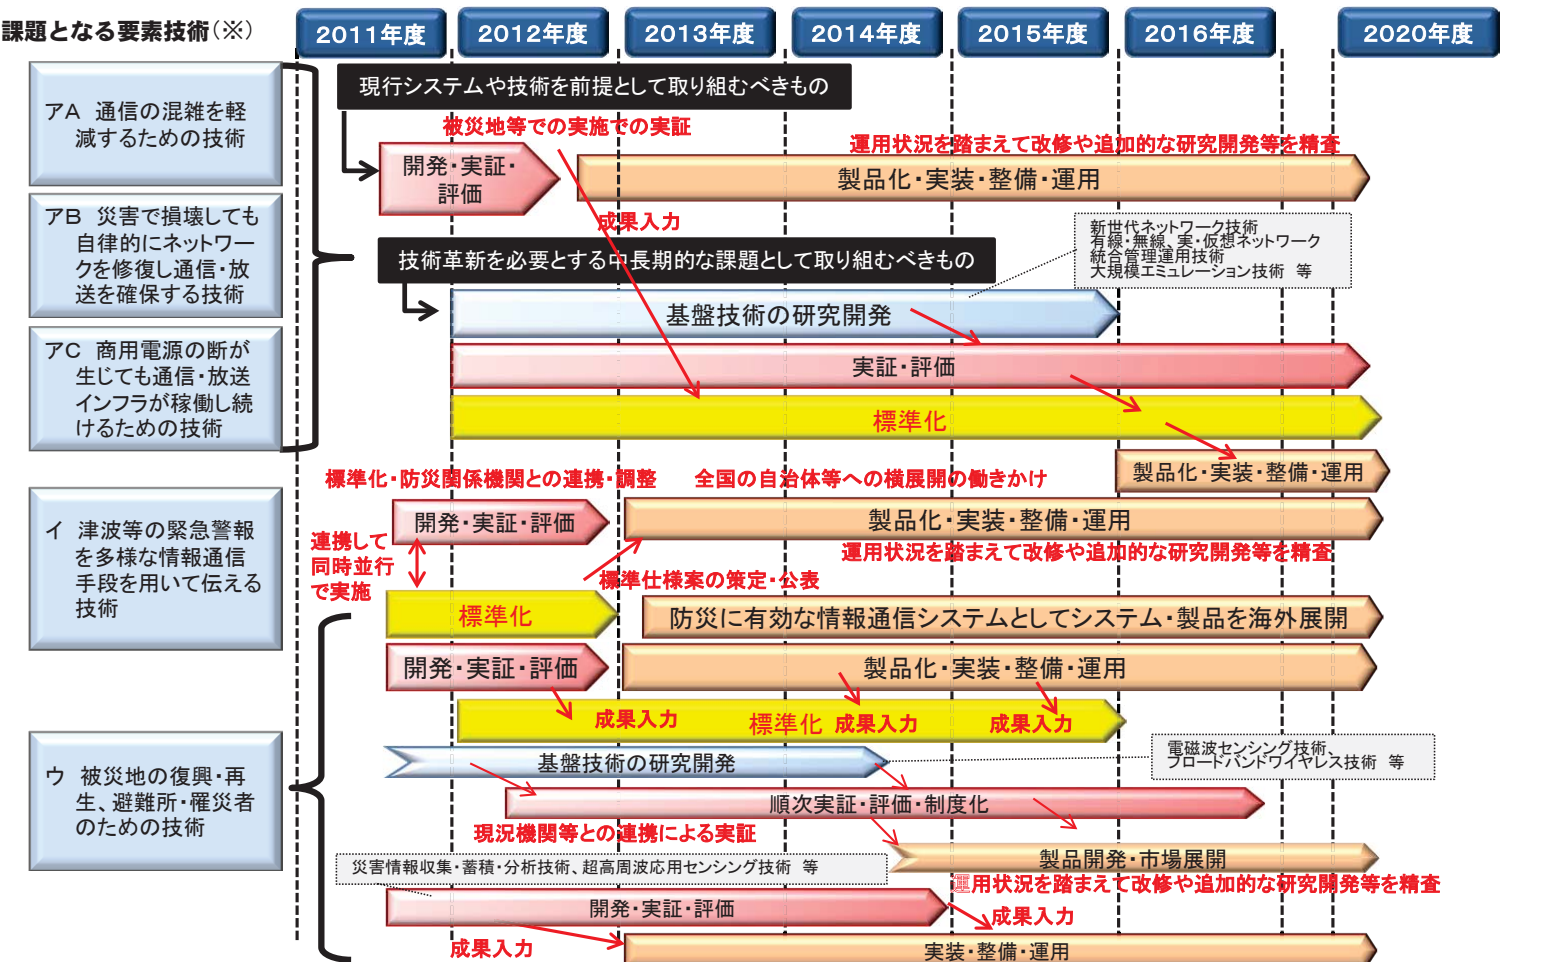 課題となる要素技術(※)
2011年度
2012年度
2013年度
2014年度
2015年度
2016年度
2020年度
アA 通信の混雑を軽
減するための技術
アB 災害で損壊しても
自律的にネットワー
クを修復し通信・放
送を確保する技術
アC 商用電源の断が
生じても通信・放送
インフラが稼働し続
けるための技術
現行システムや技術を前提として取り組むべきもの
被災地等での実施での実証
運用状況を踏まえて改修や追加的な研究開発等を精査
開発・実証・
評価
製品化・実装・整備・運用
成果入力
新世代ネットワーク技術
有線・無線、実・仮想ネットワーク
統合管理運用技術
大規模エミュレーション技術 等
技術革新を必要とする中長期的な課題として取り組むべきもの
基盤技術の研究開発
実証・評価
標準化
製品化・実装・整備・運用
イ 津波等の緊急警報
を多様な情報通信
手段を用いて伝える
技術
標準化・防災関係機関との連携・調整
全国の自治体等への横展開の働きかけ
開発・実証・評価
製品化・実装・整備・運用
連携して
同時並行
で実施
運用状況を踏まえて改修や追加的な研究開発等を精査
標準仕様案の策定・公表
標準化
防災に有効な情報通信システムとしてシステム・製品を海外展開
開発・実証・評価
製品化・実装・整備・運用
成果入力
標準化
成果入力
成果入力
ウ 被災地の復興・再
生、避難所・罹災者
のための技術
基盤技術の研究開発
電磁波センシング技術、
ブロードバンドワイヤレス技術 等
順次実証・評価・制度化
現況機関等との連携による実証
製品開発・市場展開
災害情報収集・蓄積・分析技術、超高周波応用センシング技術 等
運用状況を踏まえて改修や追加的な研究開発等を精査
開発・実証・評価
成果入力
成果入力
実装・整備・運用